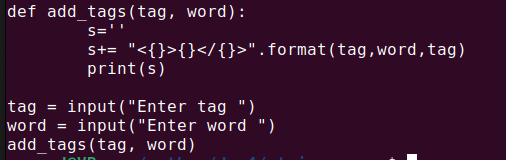 def add_tags(tag, word):
        s=''
        s+= "<{}>{}</{}>".format(tag,word,tag)
        print(s)

tag = input("Enter tag ")
word = input("Enter word ")
add_tags(tag, word)